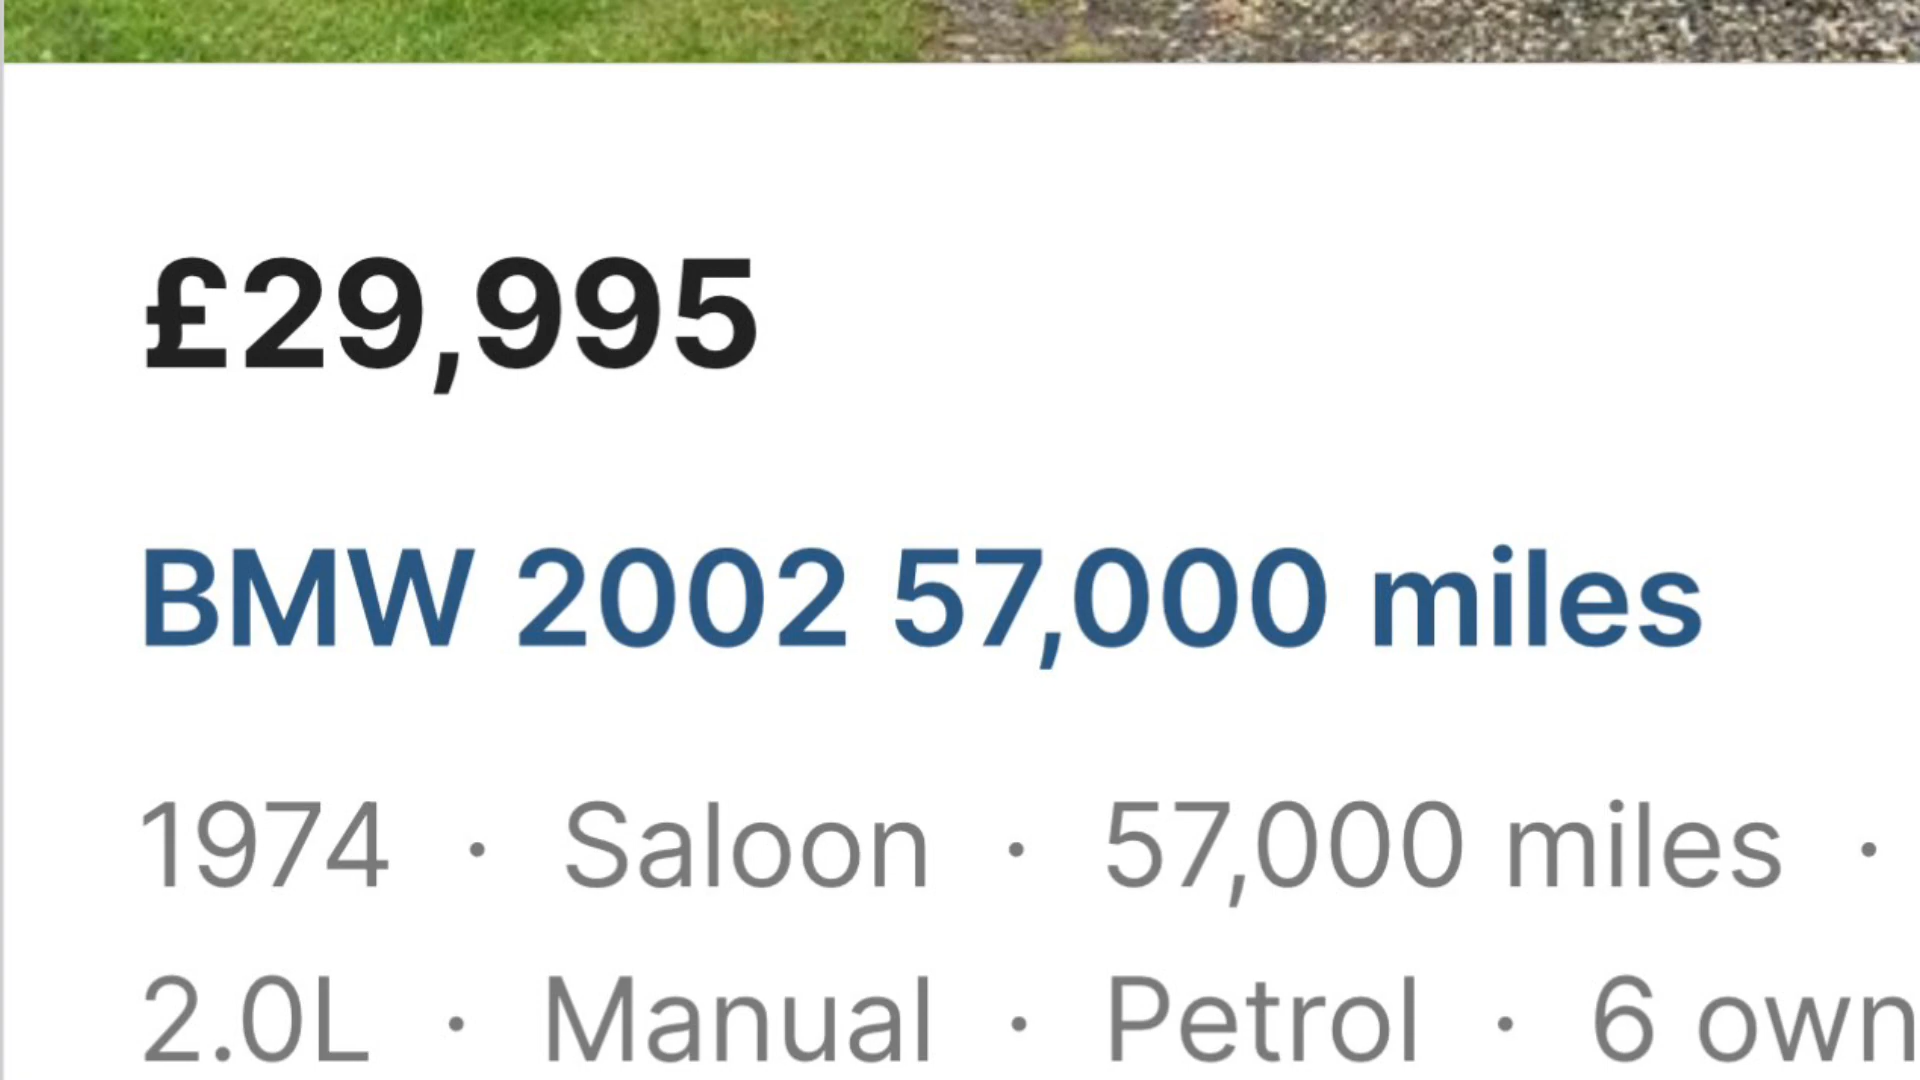 £29,995
BMW 2002 57,000 miles
1974 · Saloon · 57,000 miles ·
2.0L · Manual · Petrol · 6 own